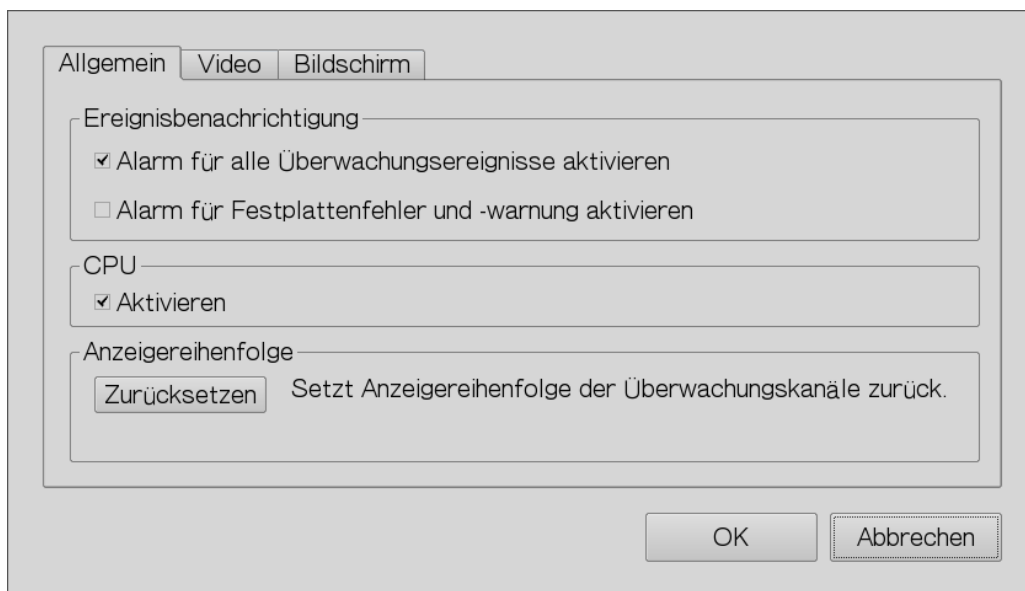 Allgemein
Video
Bildschirm
Ereignisbenachrichtigung
Alarm für alle Überwachungsereignisse aktivieren
Alarm für Festplattenfehler und -warnung aktivieren
CPU
Aktivieren
Anzeigereihenfolge
Zurücksetzen
Setzt Anzeigereihenfolge der Überwachungskanäle zurück.
OK
Abbrechen